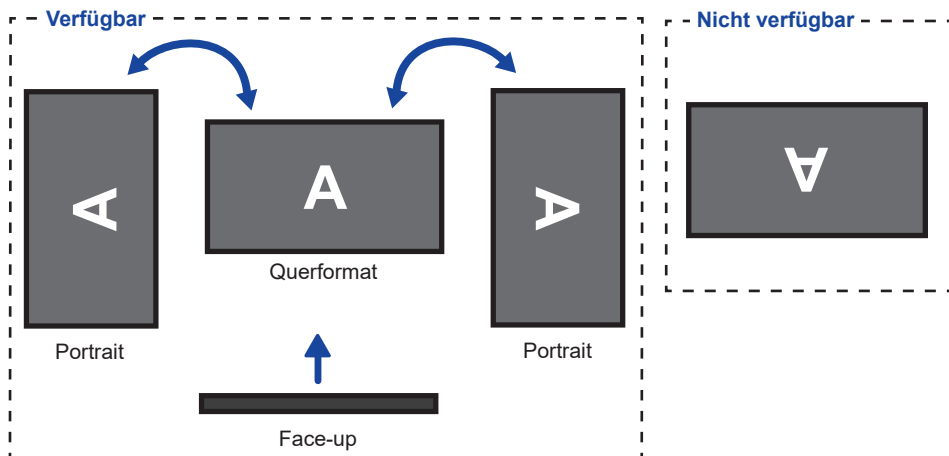 Verfügbar
Nicht verfügbar
A
A
A
A
Querformat
Portrait
Portrait
Face-up